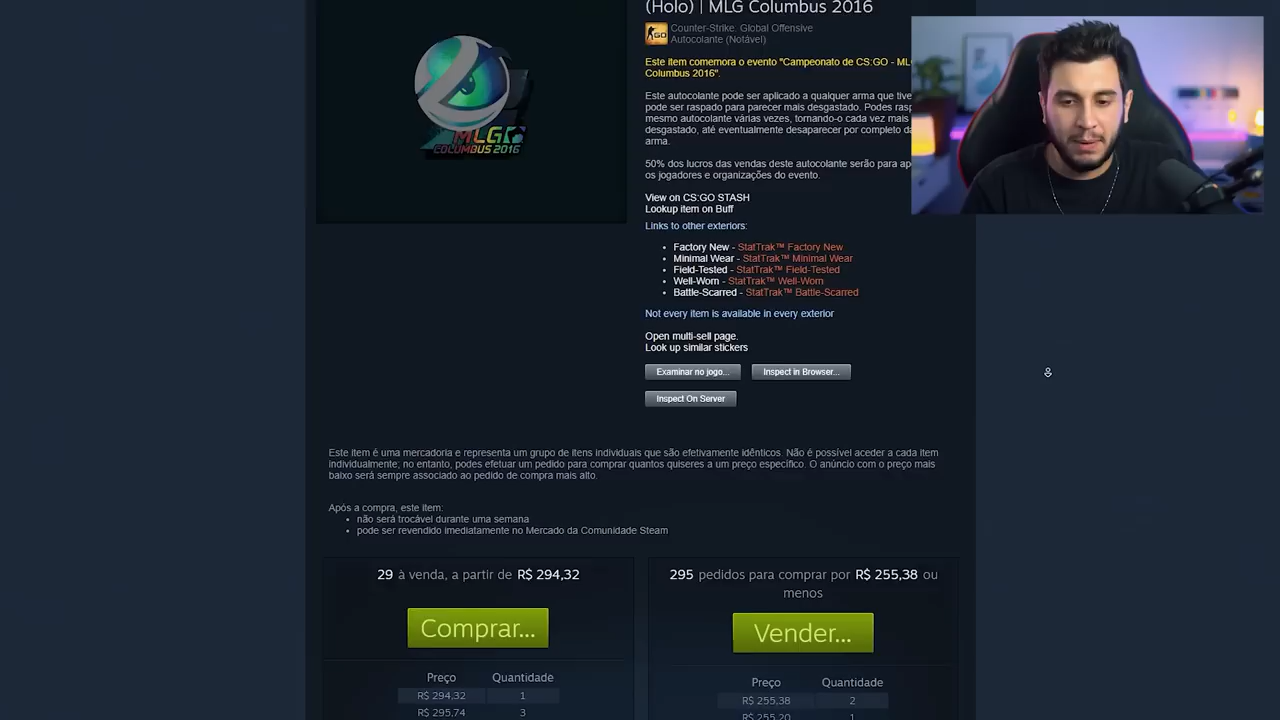 (Holo) | MLG Columbus 2016
GO
Counter-Strike: Global Offensive
Autocolante (Notável)
Este item comemora o evento "Campeonato de CS:GO - ML
Columbus 2016".
Este autocolante pode ser aplicado a qualquer arma que
pode ser raspado para parecer mais desgastado. Podes
mesmo autocolante várias vezes, tornando-o cada vez mais
desgastado, até eventualmente desaparecer por completo
arma.
50% dos lucros das vendas deste autocolante serão para
os jogadores e organizações do evento.
View on CS:GO STASH
Lookup item on Buff
Links to other exteriors:
Factory New - StatTrak™ Factory New
Minimal Wear - StatTrak™ Minimal Wear
Field-Tested - StatTrak™ Field-Tested
Well-Worn - StatTrak™ Well-Worn
Battle-Scarred - StatTrak™ Battle-Scarred
Not every item is available in every exterior
Open multi-sell page.
Look up similar stickers
Examinar no jogo... Inspect in Browser...
Inspect On Server
MLG
COLUMBUS 2016
Este item é uma mercadoria e representa um grupo de itens individuais que são efetivamente idênticos. Não é possível aceder a cada item
individualmente; no entanto, podes efetuar um pedido para comprar quantos quiseres a um preço específico. O anúncio com o preço mais
baixo será sempre associado ao pedido de compra mais alto.
Após a compra, este item:
não será trocável durante uma semana
pode ser revendido imediatamente no Mercado da Comunidade Steam
29 à venda, a partir de R$ 294,32
Comprar...
Preço Quantidade
R$ 294,32 1
R$ 295,74 3
295 pedidos para comprar por R$ 255,38 ou
menos
Vender...
Preço Quantidade
R$ 255,38 2
R$ 255,20 1